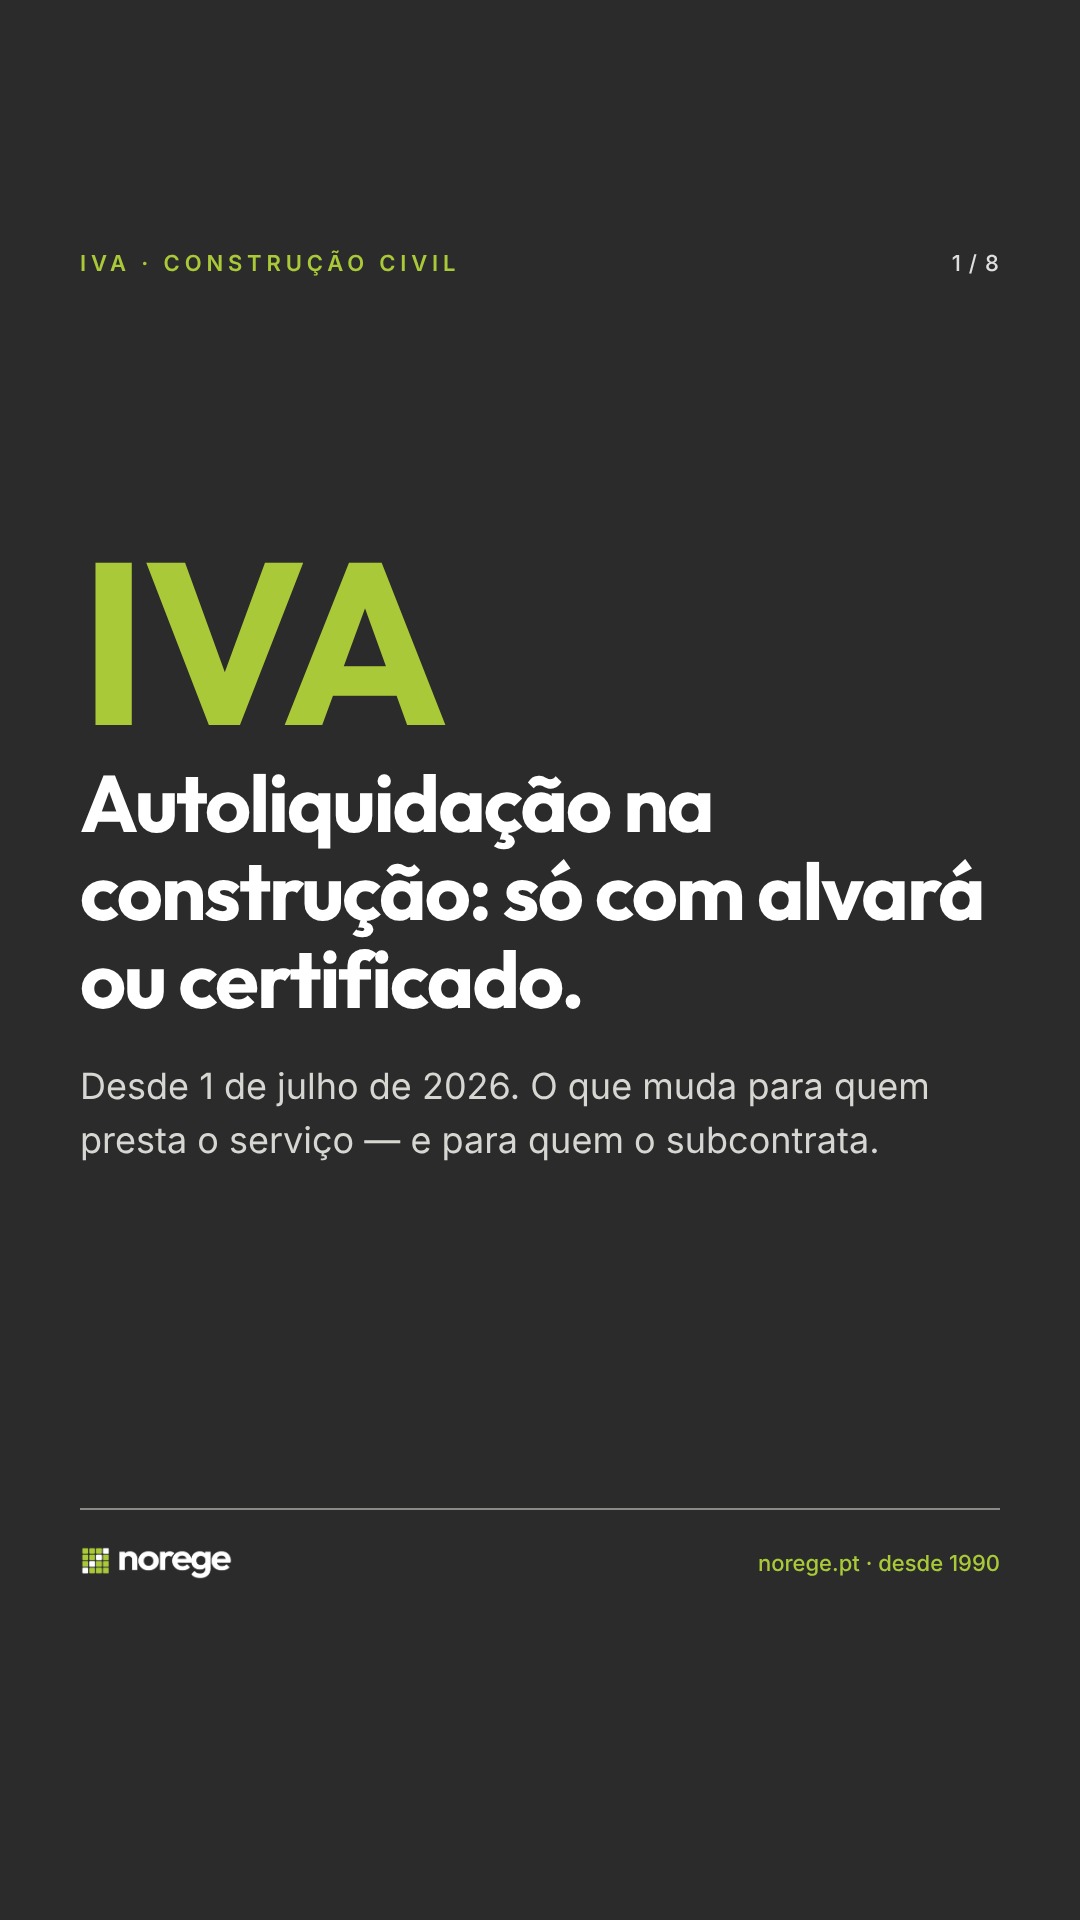 IVA · CONSTRUÇÃO CIVIL
1 / 8
IVA
Autoliquidação na
construção: só com alvará
ou certificado.
Desde 1 de julho de 2026. O que muda para quem
presta o serviço — e para quem o subcontrata.
norege
norege.pt · desde 1990